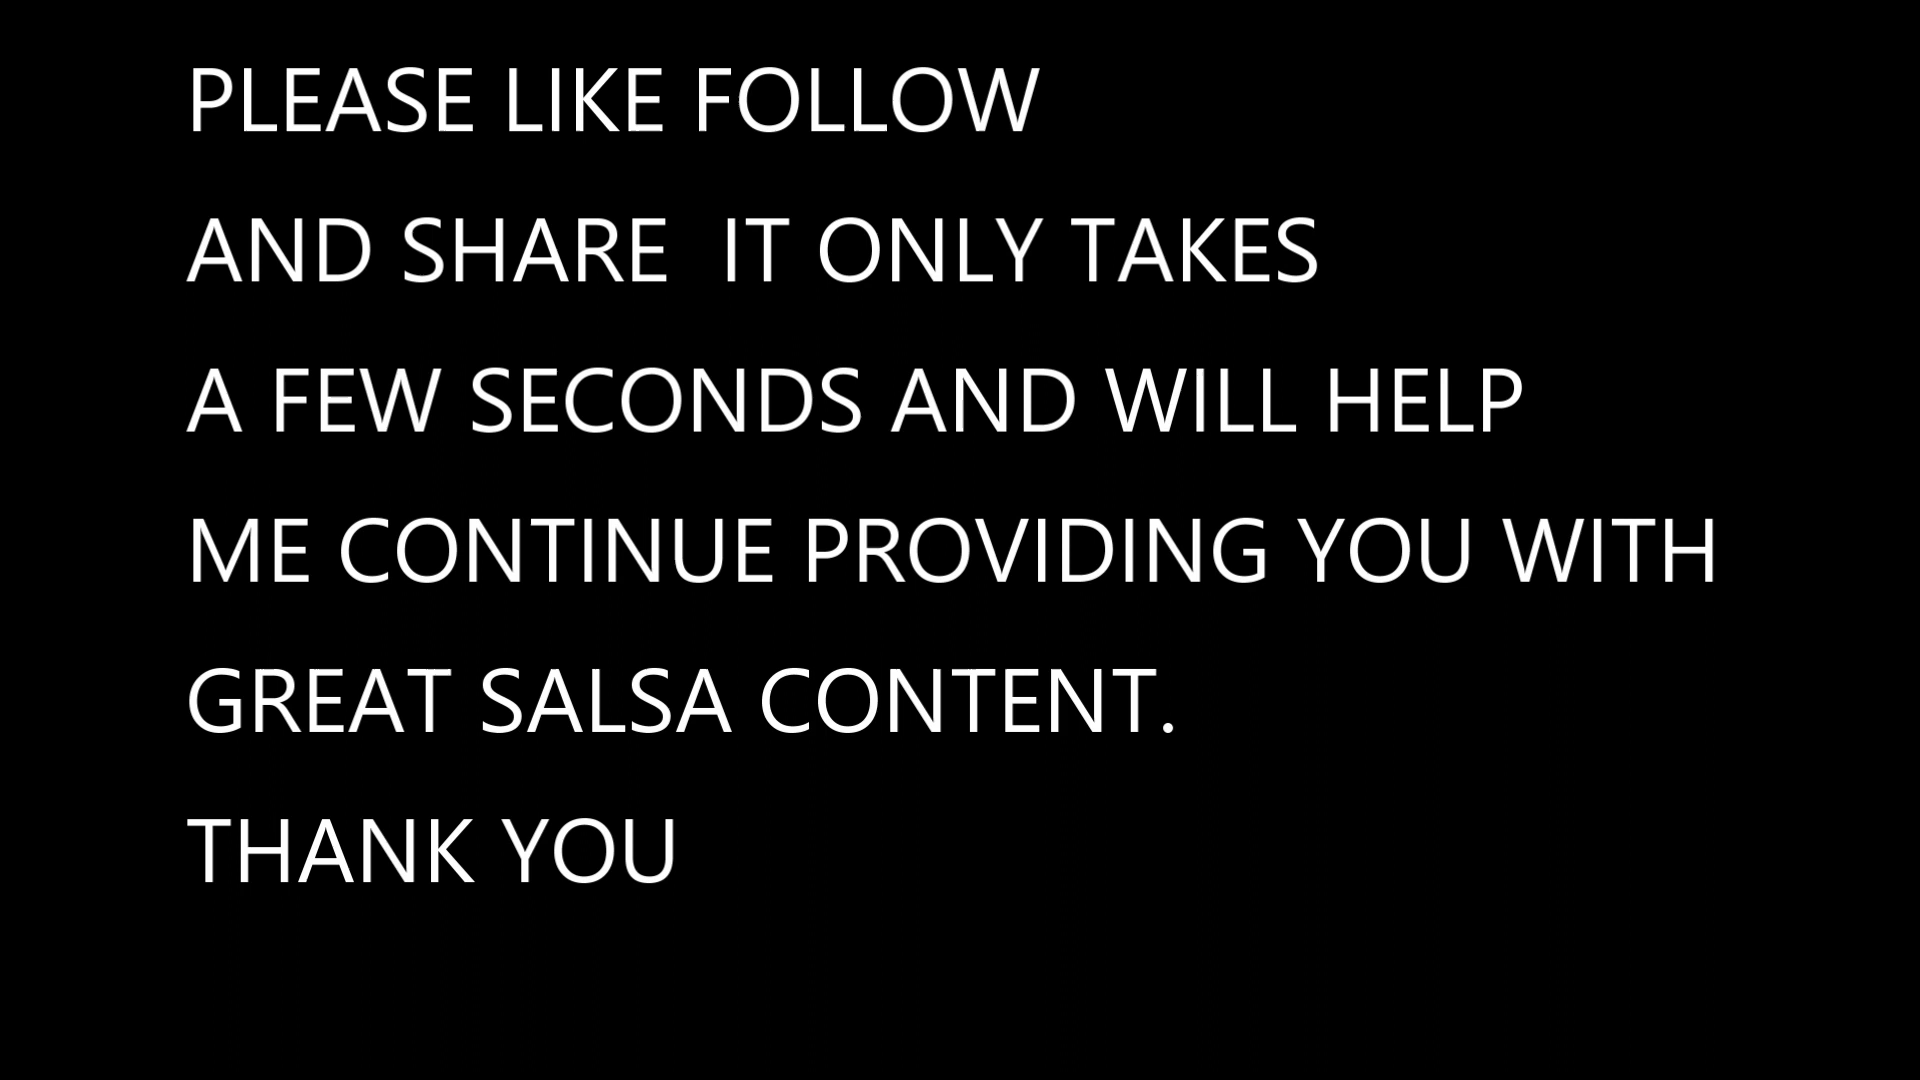 PLEASE LIKE FOLLOW
AND SHARE  IT ONLY TAKES
A FEW SECONDS AND WILL HELP
ME CONTINUE PROVIDING YOU WITH
GREAT SALSA CONTENT.
THANK YOU